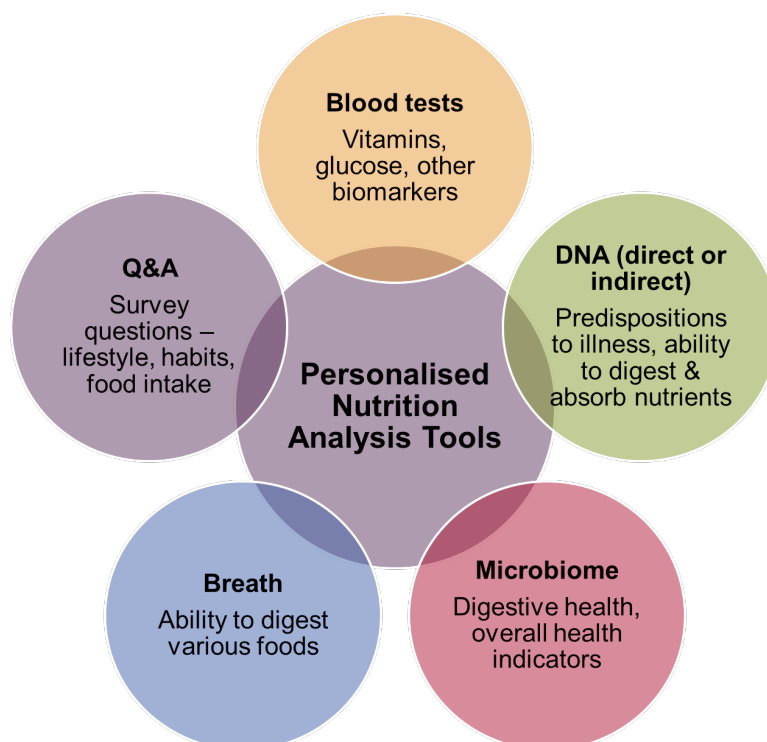 Blood tests
Vitamins,
glucose, other
biomarkers
Q&A
Survey
questions –
lifestyle, habits,
food intake
DNA (direct or
indirect)
Predispositions
to illness, ability
to digest &
absorb nutrients
Personalised
Nutrition
Analysis Tools
Breath
Ability to digest
various foods
Microbiome
Digestive health,
overall health
indicators